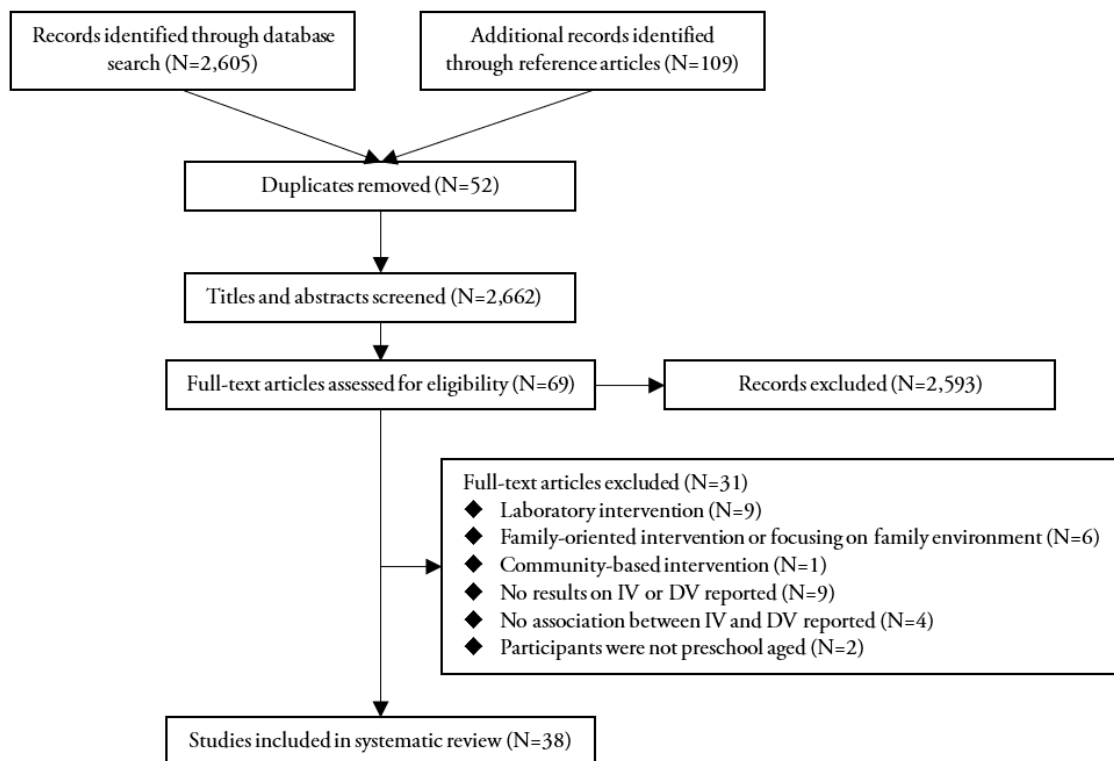 Records identified through database
search (N=2,605)
Additional records identified
through reference articles (N=109)
Duplicates removed (N=52)
Titles and abstracts screened (N=2,662)
Full-text articles assessed for eligibility (N=69)
Records excluded (N=2,593)
Full-text articles excluded (N=31)
◆ Laboratory intervention (N=9)
◆ Family-oriented intervention or focusing on family environment (N=6)
◆ Community-based intervention (N=1)
◆ No results on IV or DV reported (N=9)
◆ No association between IV and DV reported (N=4)
◆ Participants were not preschool aged (N=2)
Studies included in systematic review (N=38)